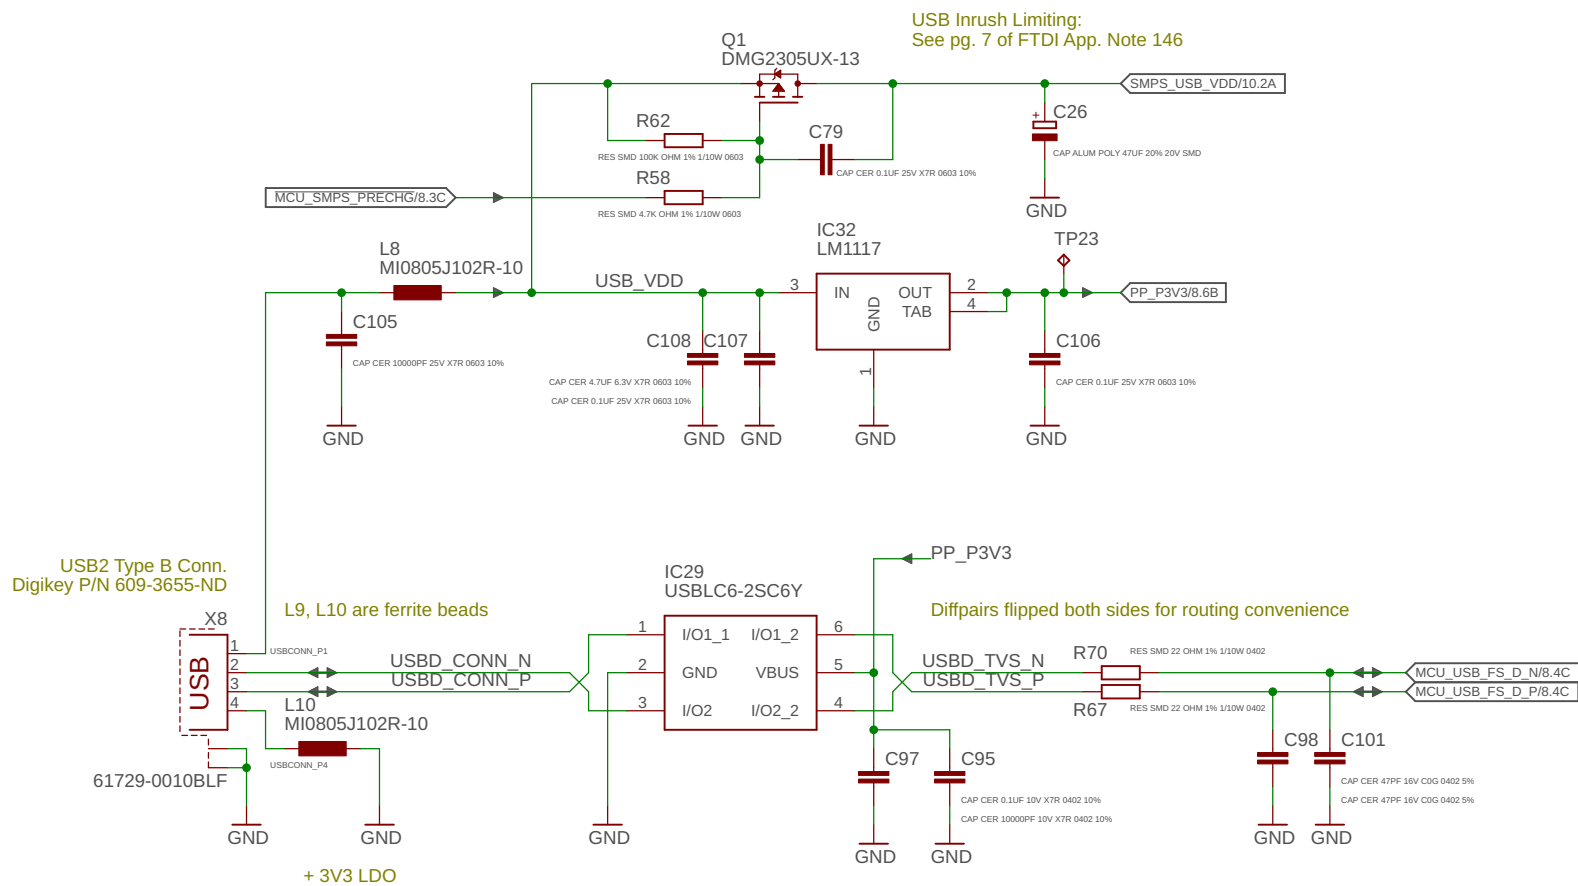 USB Inrush Limiting:
See pg. 7 of FTDI App. Note 146
Q1
DMG2305UX-13
SMPS_USB_VDD/10.2A
R62
RES SMD 100K OHM 1% 1/10W 0603
C79
CAP CER 0.1UF 25V X7R 0603 10%
+
C26
CAP ALUM POLY 47UF 20% 20V SMD
GND
MCU_SMPS_PRECHG/8.3C
R58
RES SMD 4.7K OHM 1% 1/10W 0603
IC32
LM1117
TP23
L8
MI0805J102R-10
USB_VDD
3
IN
GND
OUT
TAB
2
4
1
PP_P3V3/8.6B
C105
CAP CER 10000PF 25V X7R 0603 10%
GND
C108
C107
CAP CER 4.7UF 6.3V X7R 0603 10%
CAP CER 0.1UF 25V X7R 0603 10%
GND
GND
GND
C106
CAP CER 0.1UF 25V X7R 0603 10%
GND
USB2 Type B Conn.
Digikey P/N 609-3655-ND
L9, L10 are ferrite beads
X8
USB
1
2
3
4
USBCONN_P1
USBD_CONN_N
USBD_CONN_P
L10
MI0805J102R-10
USBCONN_P4
61729-0010BLF
GND
GND
+ 3V3 LDO
IC29
USBLC6-2SC6Y
1
2
3
I/O1_1
GND
I/O2
I/O1_2
VBUS
I/O2_2
6
5
4
GND
PP_P3V3
Diffpairs flipped both sides for routing convenience
USBD_TVS_N
USBD_TVS_P
R70
RES SMD 22 OHM 1% 1/10W 0402
R67
RES SMD 22 OHM 1% 1/10W 0402
MCU_USB_FS_D_N/8.4C
MCU_USB_FS_D_P/8.4C
C97
C95
CAP CER 0.1UF 10V X7R 0402 10%
CAP CER 10000PF 10V X7R 0402 10%
GND
GND
C98
C101
CAP CER 47PF 16V C0G 0402 5%
CAP CER 47PF 16V C0G 0402 5%
GND
GND